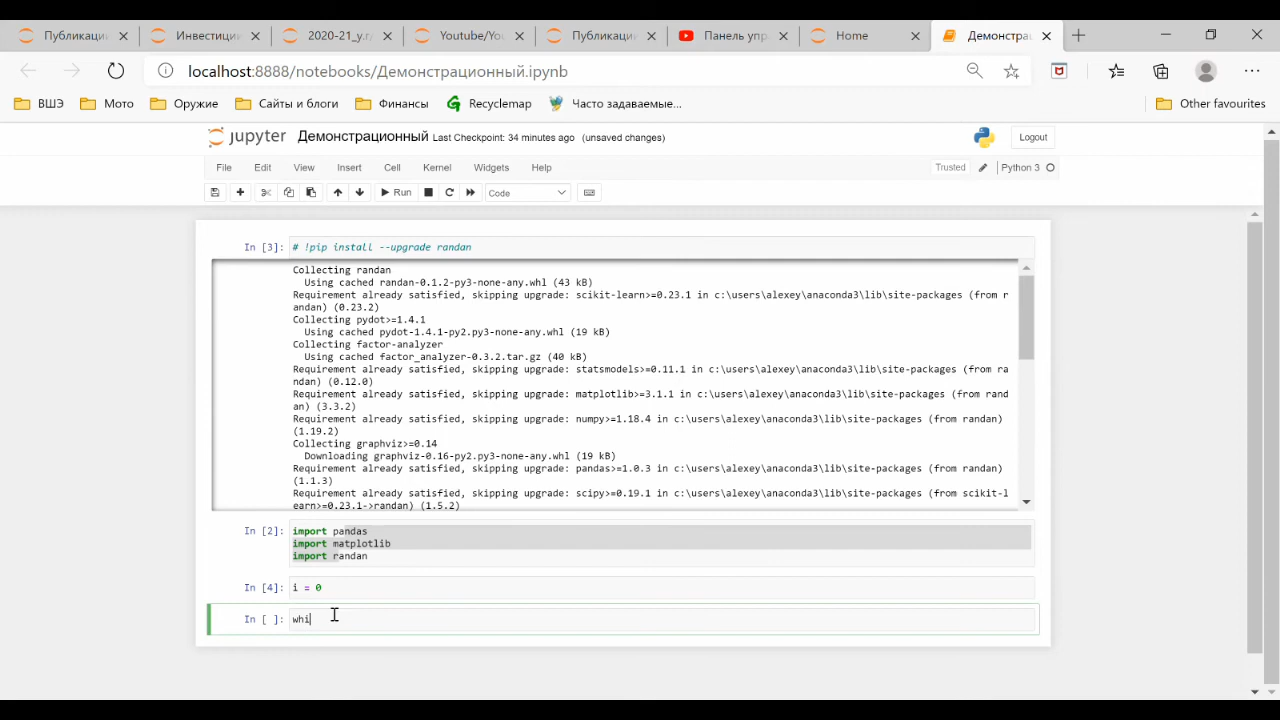 Публикаци
Инвестици
2020-21_у.г
Youtube/Yo
Публикаци
Панель упр
Home
Демонстра
localhost:8888/notebooks/Демонстрационный.ipynb
ВШЭ
Мото
Оружие
Сайты и блоги
Финансы
Recyclemap
Часто задаваемые...
Other favourites
jupyter Демонстрационный Last Checkpoint: 34 minutes ago (unsaved changes)
Logout
File Edit View Insert Cell Kernel Widgets Help
Trusted Python 3
Run Code
In [3]: # !pip install --upgrade randan
Collecting randan
Using cached randan-0.1.2-py3-none-any.whl (43 kB)
Requirement already satisfied, skipping upgrade: scikit-learn>=0.23.1 in c:\users\alexey\anaconda3\lib\site-packages (from r
andan) (0.23.2)
Collecting pydot>=1.4.1
Using cached pydot-1.4.1-py2.py3-none-any.whl (19 kB)
Collecting factor-analyzer
Using cached factor_analyzer-0.3.2.tar.gz (40 kB)
Requirement already satisfied, skipping upgrade: statsmodels>=0.11.1 in c:\users\alexey\anaconda3\lib\site-packages (from ra
ndan) (0.12.0)
Requirement already satisfied, skipping upgrade: matplotlib>=3.1.1 in c:\users\alexey\anaconda3\lib\site-packages (from rand
an) (3.3.2)
Requirement already satisfied, skipping upgrade: numpy>=1.18.4 in c:\users\alexey\anaconda3\lib\site-packages (from randan)
(1.19.2)
Collecting graphviz>=0.14
Downloading graphviz-0.16-py2.py3-none-any.whl (19 kB)
Requirement already satisfied, skipping upgrade: pandas>=1.0.3 in c:\users\alexey\anaconda3\lib\site-packages (from randan)
(1.1.3)
Requirement already satisfied, skipping upgrade: scipy>=0.19.1 in c:\users\alexey\anaconda3\lib\site-packages (from scikit-l
earn>=0.23.1->randan) (1.5.2)
In [2]: import pandas
import matplotlib
import randan
In [4]: i = 0
In [ ]: whi